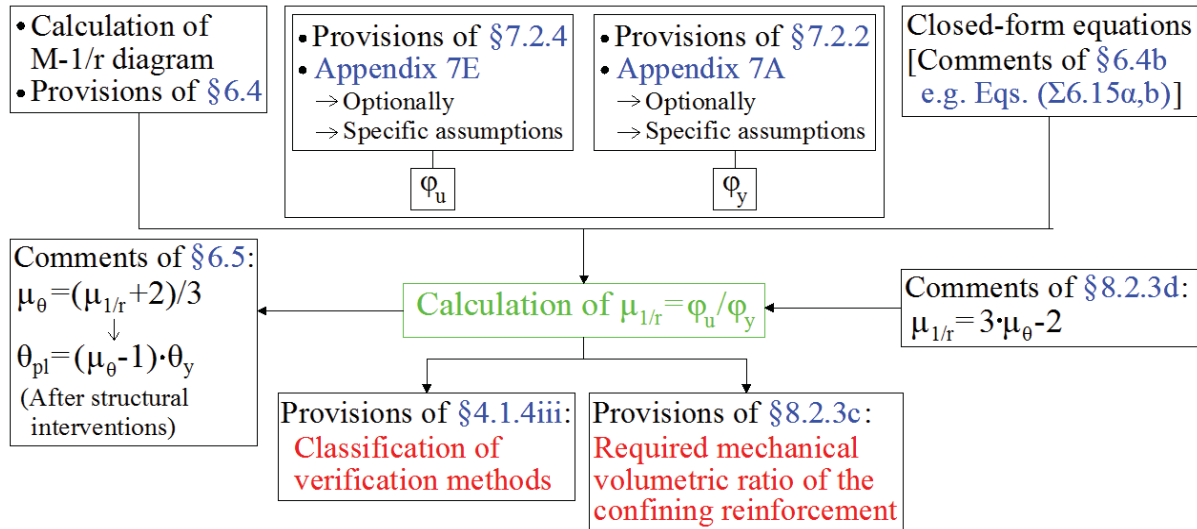 • Calculation of
M-1/r diagram
• Provisions of §6.4
• Provisions of §7.2.4
• Appendix 7E
→ Optionally
→ Specific assumptions
φu
• Provisions of §7.2.2
• Appendix 7A
→ Optionally
→ Specific assumptions
φy
Closed-form equations
[Comments of §6.4b
e.g. Eqs. (Σ6.15α,b)]
Comments of §6.5:
μθ=(μ1/r+2)/3
↓
θpl=(μθ-1)·θy
(After structural
interventions)
Calculation of μ1/r=φu/φy
Comments of §8.2.3d:
μ1/r=3·μθ-2
Provisions of §4.1.4iii:
Classification of
verification methods
Provisions of §8.2.3c:
Required mechanical
volumetric ratio of the
confining reinforcement